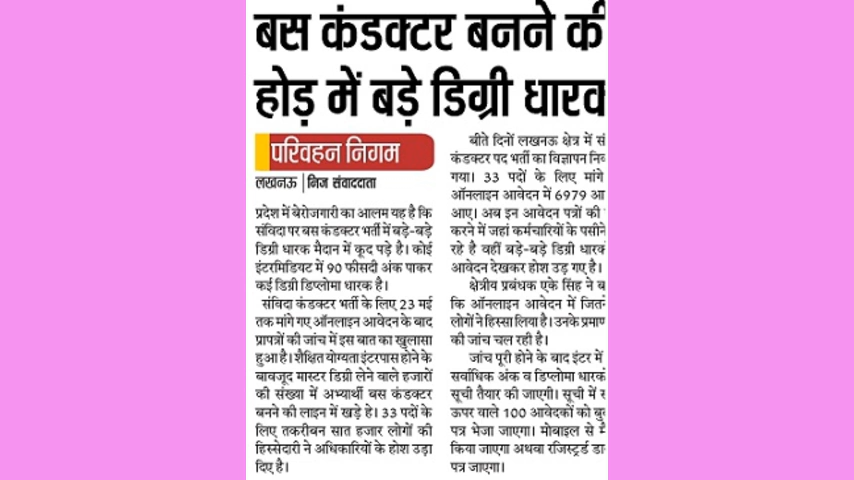 बस कंडक्टर बनने की
होड़ में बड़े डिग्री धारक
परिवहन निगम
लखनऊ | निज संवाददाता
प्रदेश में बेरोजगारी का आलम यह है कि
संविदा पर बस कंडक्टर भर्ती में बड़े-बड़े
डिग्री धारक मैदान में कूद पड़े है। कोई
इंटरमिडियट में 90 फीसदी अंक पाकर
कई डिग्री डिप्लोमा धारक है।
संविदा कंडक्टर भर्ती के लिए 23 मई
तक मांगे गए ऑनलाइन आवेदन के बाद
प्रापत्रों की जांच में इस बात का खुलासा
हुआ है। शैक्षित योग्यता इंटरपास होने के
बावजूद मास्टर डिग्री लेने वाले हजारों
की संख्या में अभ्यार्थी बस कंडक्टर
बनने की लाइन में खड़े हे। 33 पदों के
लिए तकरीबन सात हजार लोगों की
हिस्सेदारी ने अधिकारियों के होश उड़ा
दिए है।
बीते दिनों लखनऊ क्षेत्र में
कंडक्टर पद भर्ती का विज्ञापन
गया। 33 पदों के लिए मांगे
ऑनलाइन आवेदन में 6979
आए। अब इन आवेदन पत्रों की
करने में जहां कर्मचारियों के पसीने
रहे है वहीं बड़े-बड़े डिग्री
आवेदन देखकर होश उड़ गए है।
क्षेत्रीय प्रबंधक एके सिंह ने
कि ऑनलाइन आवेदन में
लोगों ने हिस्सा लिया है। उनके
की जांच चल रही है।
जांच पूरी होने के बाद इंटर में
सर्वाधिक अंक व डिप्लोमा
सूची तैयार की जाएगी। सूची में
ऊपर वाले 100 आवेदकों को
पत्र भेजा जाएगा। मोबाइल से
किया जाएगा अथवा रजिस्ट्रर्ड
पत्र जाएगा।